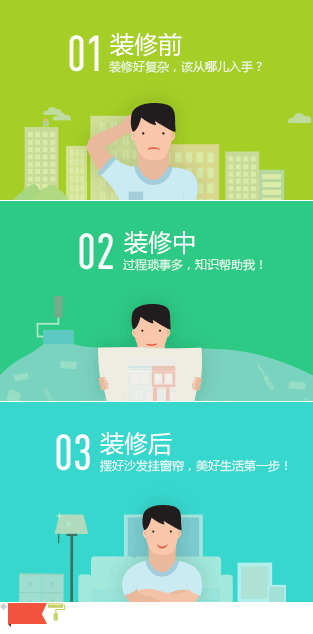 01 装修前
装修好复杂，该从哪儿入手？
02 装修中
过程琐事多，知识帮助我！
03 装修后
摆好沙发挂窗帘，美好生活第一步！